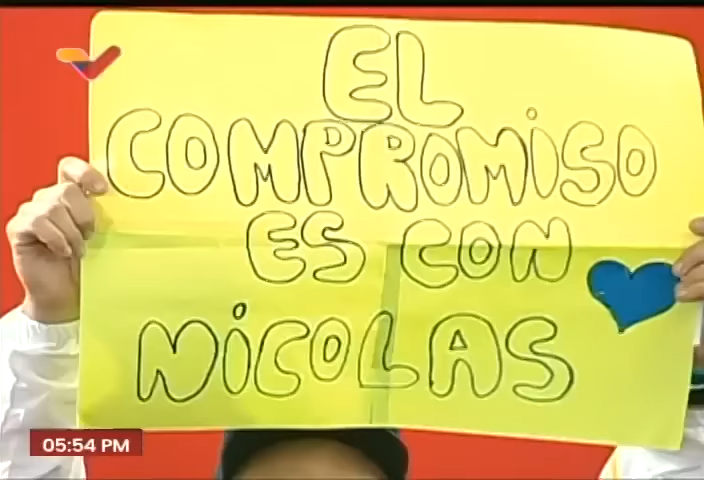 EL
COMPROMISO
ES CON
NICOLAS
05:54 PM